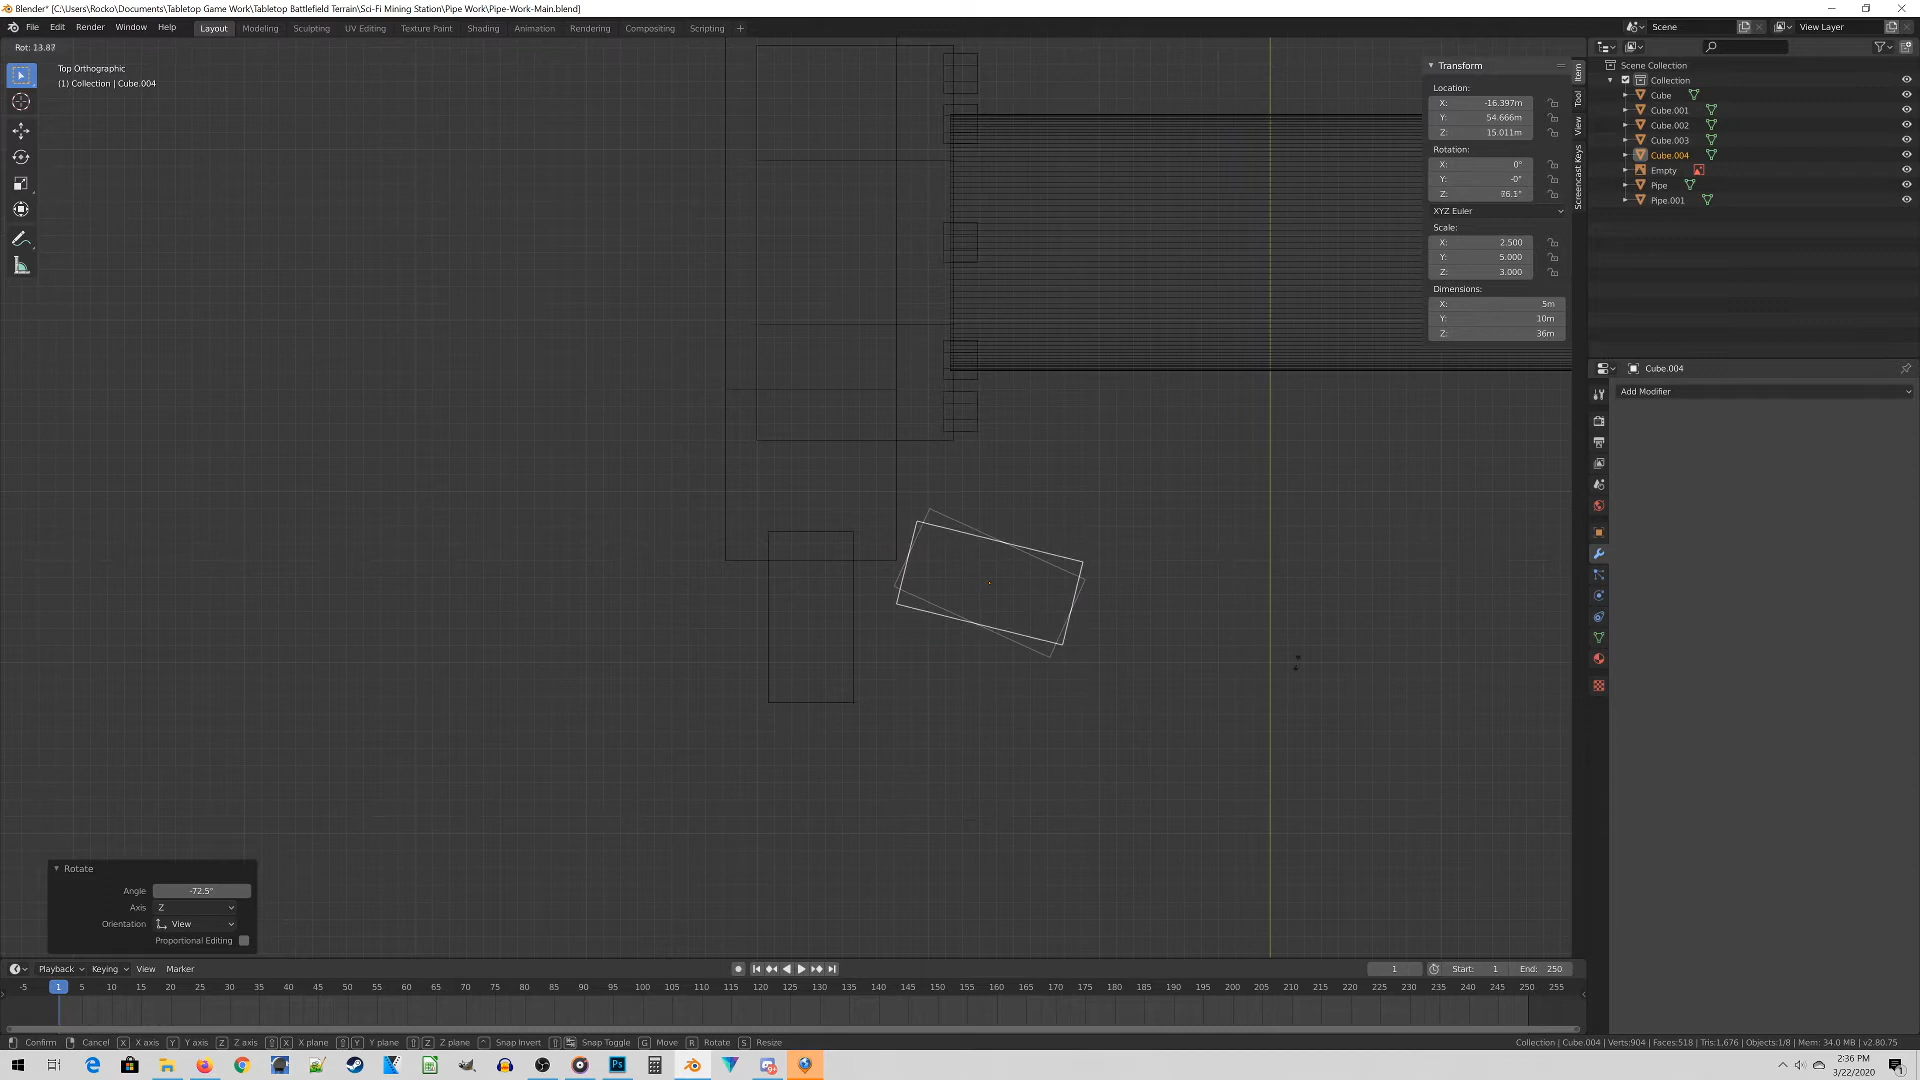 Blender* [C:\Users\Rocko\Documents\Tabletop Game Work\Tabletop Battlefield Terrain\Sci-Fi Mining Station\Pipe Work\Pipe-Work-Main.blend]
File Edit Render Window Help Layout Modeling Sculpting UV Editing Texture Paint Shading Animation Rendering Compositing Scripting + Scene View Layer
Rot: 13.87
Top Orthographic
(1) Collection | Cube.004
Transform
Location:
X: -16.397m
Y: 54.666m
Z: 15.011m
Rotation:
X: 0°
Y: -0°
Z: 76.1°
XYZ Euler
Scale:
X: 2.500
Y: 5.000
Z: 3.000
Dimensions:
X: 5m
Y: 10m
Z: 36m
Item
Tool
View
Screencast Keys
Scene Collection
Collection
Cube
Cube.001
Cube.002
Cube.003
Cube.004
Empty
Pipe
Pipe.001
Cube.004
Add Modifier
Rotate
Angle -72.5°
Axis Z
Orientation View
Proportional Editing
Playback Keying View Marker 1 Start: 1 End: 250
-5 1 5 10 15 20 25 30 35 40 45 50 55 60 65 70 75 80 85 90 95 100 105 110 115 120 125 130 135 140 145 150 155 160 165 170 175 180 185 190 195 200 205 210 215 220 225 230 235 240 245 250 255
Confirm Cancel X X axis Y Y axis Z Z axis X X plane Y Y plane Z Z plane Snap Invert Snap Toggle G Move R Rotate S Resize Collection | Cube.004 | Verts:904 | Faces:518 | Tris:1,676 | Objects:1/8 | Mem: 34.0 MB | v2.80.75
2:36 PM
3/22/2020